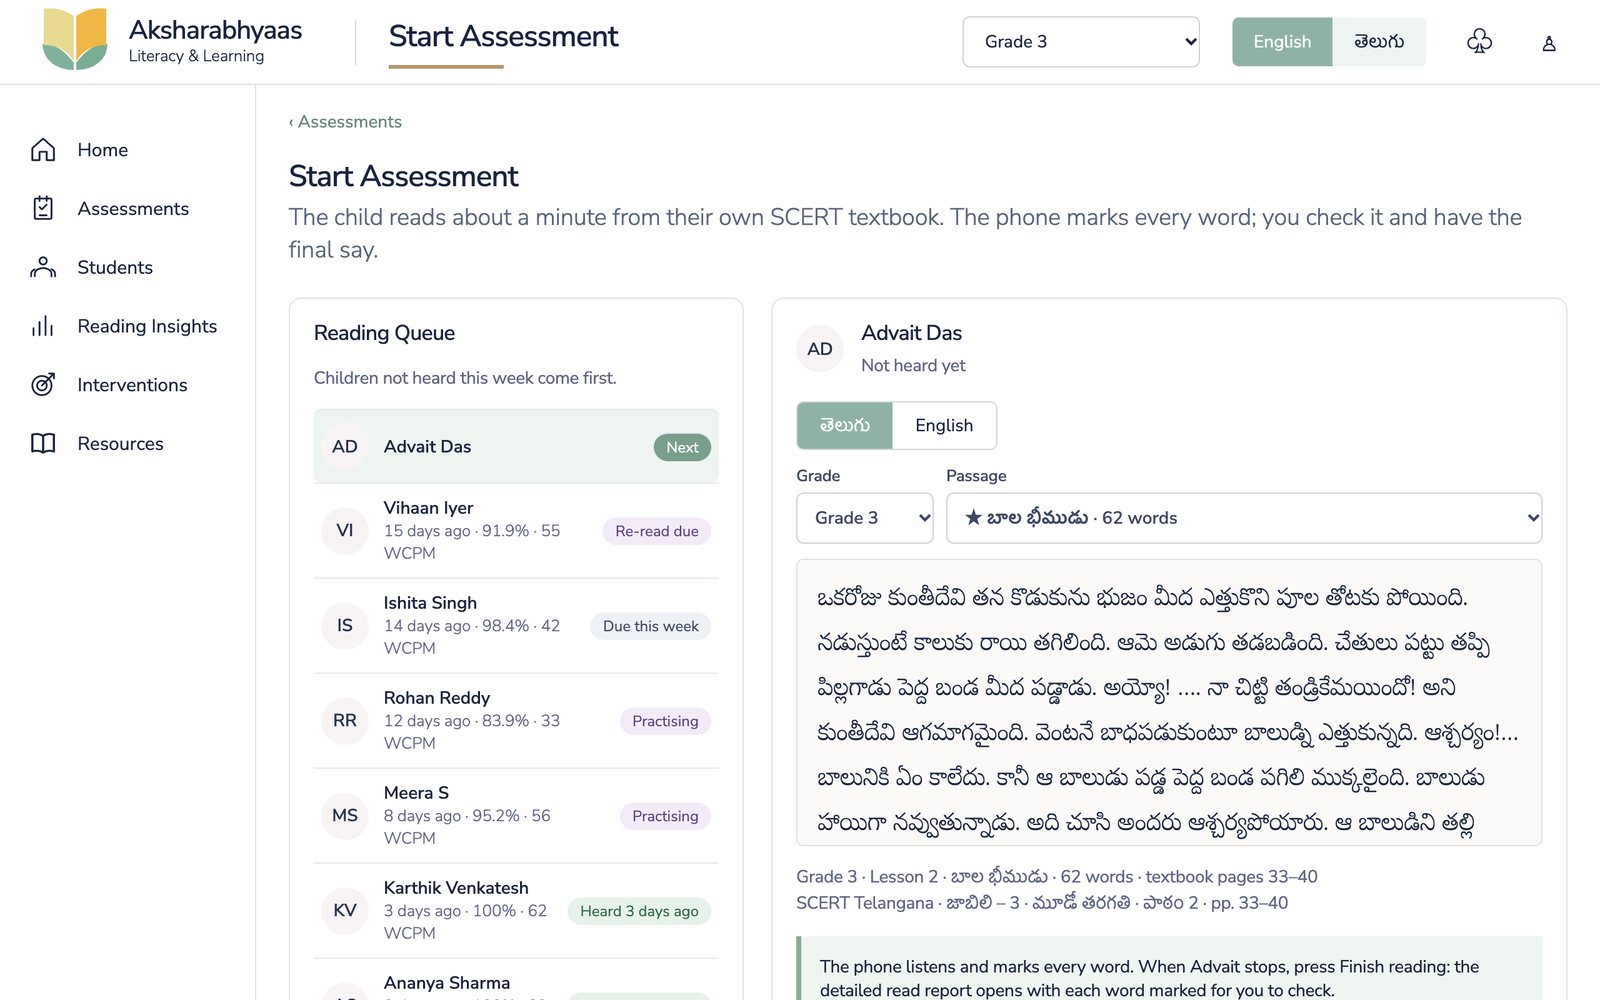 Aksharabhyaas
Literacy & Learning
Start Assessment
Grade 3
English
తెలుగు
Home
Assessments
Students
Reading Insights
Interventions
Resources
‹ Assessments
Start Assessment
The child reads about a minute from their own SCERT textbook. The phone marks every word; you check it and have the
final say.
Reading Queue
Children not heard this week come first.
AD
Advait Das
Next
VI
Vihaan Iyer
15 days ago · 91.9% · 55
WCPM
Re-read due
IS
Ishita Singh
14 days ago · 98.4% · 42
WCPM
Due this week
RR
Rohan Reddy
12 days ago · 83.9% · 33
WCPM
Practising
MS
Meera S
8 days ago · 95.2% · 56
WCPM
Practising
KV
Karthik Venkatesh
3 days ago · 100% · 62
WCPM
Heard 3 days ago
Ananya Sharma
AD
Advait Das
Not heard yet
తెలుగు
English
Grade
Passage
Grade 3
★ బాల భీముడు · 62 words
ఒకరోజు కుంతీదేవి తన కొడుకును భుజం మీద ఎత్తుకొని పూల తోటకు పోయింది.
నడుస్తుంటే కాలుకు రాయి తగిలింది. ఆమె అడుగు తడబడింది. చేతులు పట్టు తప్పి
పిల్లగాడు పెద్ద బండ మీద పడ్డాడు. అయ్యో! .... నా చిట్టి తండ్రికేమయిందో! అని
కుంతీదేవి ఆగమాగమైంది. వెంటనే బాధపడుకుంటూ బాలుడ్ని ఎత్తుకున్నది. ఆశ్చర్యం!...
బాలునికి ఏం కాలేదు. కానీ ఆ బాలుడు పడ్డ పెద్ద బండ పగిలి ముక్కలైంది. బాలుడు
హాయిగా నవ్వుతున్నాడు. అది చూసి అందరు ఆశ్చర్యపోయారు. ఆ బాలుడిని తల్లి
Grade 3 · Lesson 2 · బాల భీముడు · 62 words · textbook pages 33–40
SCERT Telangana · జాబిలి – 3 · మూడో తరగతి · పాఠం 2 · pp. 33–40
The phone listens and marks every word. When Advait stops, press Finish reading: the
detailed read report opens with each word marked for you to check.